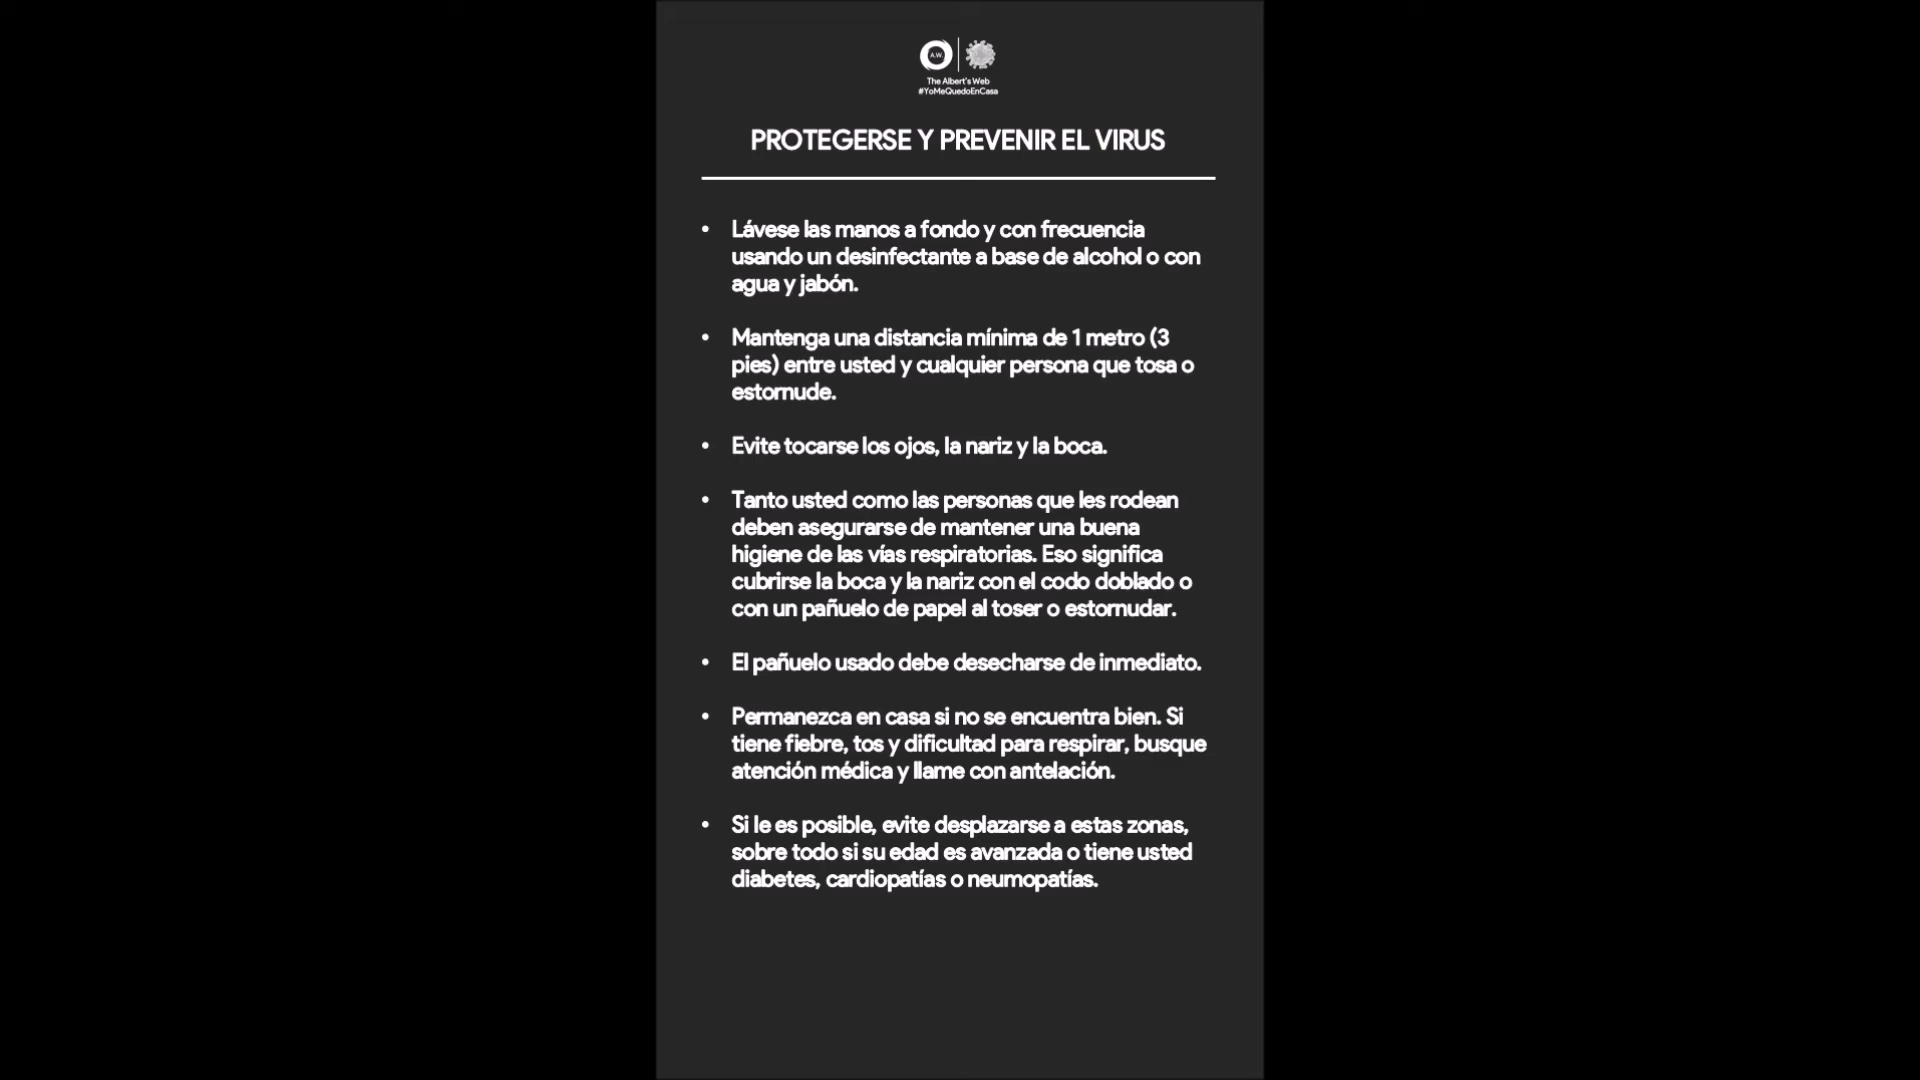 A.W.
The Albert's Web
#YoMeQuedoEnCasa
PROTEGERSE Y PREVENIR EL VIRUS
• Lávese las manos a fondo y con frecuencia
usando un desinfectante a base de alcohol o con
agua y jabón.
• Mantenga una distancia mínima de 1 metro (3
pies) entre usted y cualquier persona que tosa o
estornude.
• Evite tocarse los ojos, la nariz y la boca.
• Tanto usted como las personas que les rodean
deben asegurarse de mantener una buena
higiene de las vías respiratorias. Eso significa
cubrirse la boca y la nariz con el codo doblado o
con un pañuelo de papel al toser o estornudar.
• El pañuelo usado debe desecharse de inmediato.
• Permanezca en casa si no se encuentra bien. Si
tiene fiebre, tos y dificultad para respirar, busque
atención médica y llame con antelación.
• Si le es posible, evite desplazarse a estas zonas,
sobre todo si su edad es avanzada o tiene usted
diabetes, cardiopatías o neumopatías.